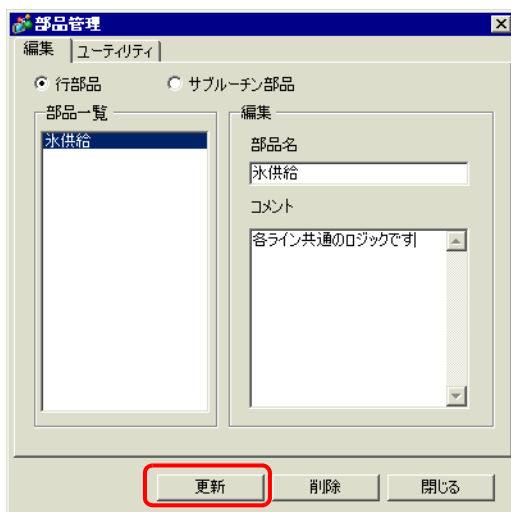 部品管理
編集 ユーティリティ
行部品 サブルーチン部品
部品一覧
氷供給
編集
部品名
氷供給
コメント
各ライン共通のロジックです
更新 削除 閉じる